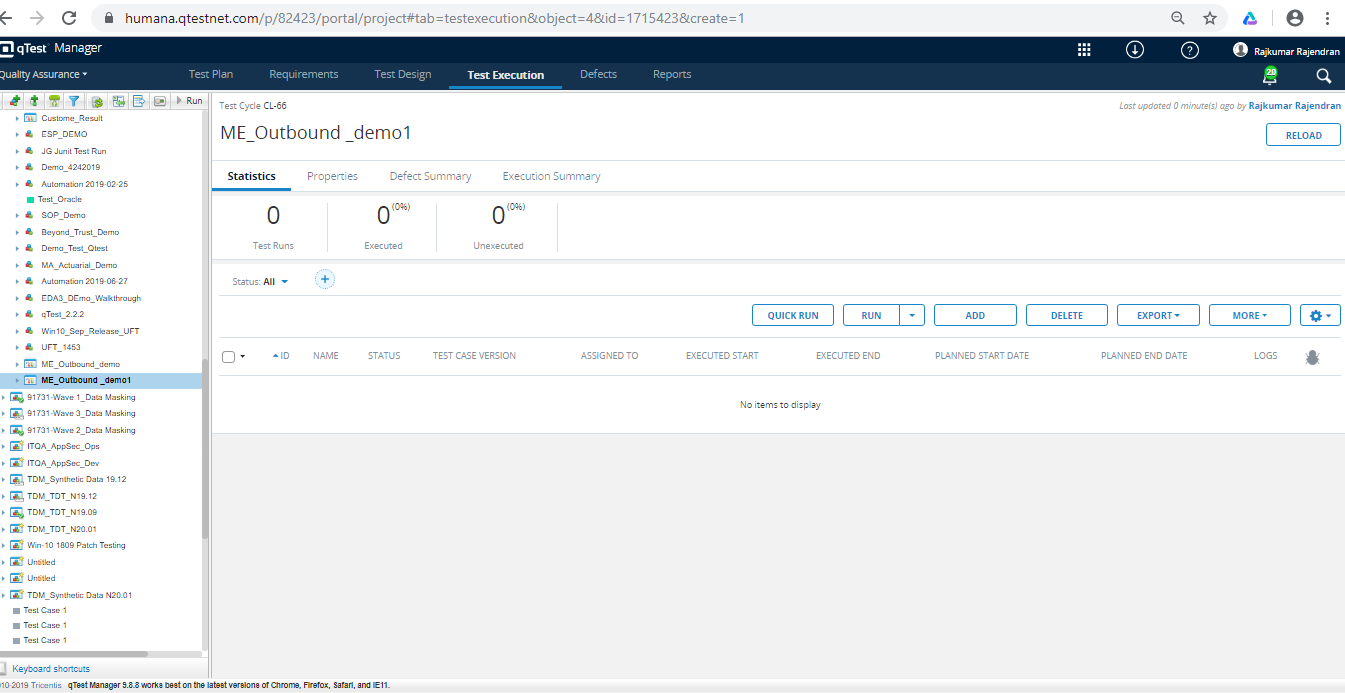 humana.qtestnet.com/p/82423/portal/project#tab=testexecution&object=4&id=1715423&create=1
qTest Manager
Rajkumar Rajendran
Quality Assurance
Test Plan Requirements Test Design Test Execution Defects Reports
20
Run
Custome_Result
ESP_DEMO
JG Junit Test Run
Demo_4242019
Automation 2019-02-25
Test_Oracle
SOP_Demo
Beyond_Trust_Demo
Demo_Test_Qtest
MA_Actuarial_Demo
Automation 2019-06-27
EDA3_DEmo_Walkthrough
qTest_2.2.2
Win10_Sep_Release_UFT
UFT_1453
ME_Outbound_demo
ME_Outbound _demo1
91731-Wave 1_Data Masking
91731-Wave 3_Data Masking
91731-Wave 2_Data Masking
ITQA_AppSec_Ops
ITQA_AppSec_Dev
TDM_Synthetic Data 19.12
TDM_TDT_N19.12
TDM_TDT_N19.09
TDM_TDT_N20.01
Win-10 1809 Patch Testing
Untitled
Untitled
TDM_Synthetic Data N20.01
Test Case 1
Test Case 1
Test Case 1
Keyboard shortcuts
Test Cycle CL-66
Last updated 0 minute(s) ago by Rajkumar Rajendran
ME_Outbound _demo1
RELOAD
Statistics Properties Defect Summary Execution Summary
0 0 (0%) 0 (0%)
Test Runs Executed Unexecuted
Status: All +
QUICK RUN RUN ADD DELETE EXPORT MORE
ID NAME STATUS TEST CASE VERSION ASSIGNED TO EXECUTED START EXECUTED END PLANNED START DATE PLANNED END DATE LOGS
No items to display
10-2019 Tricentis qTest Manager 9.8.8 works best on the latest versions of Chrome, Firefox, Safari, and IE11.